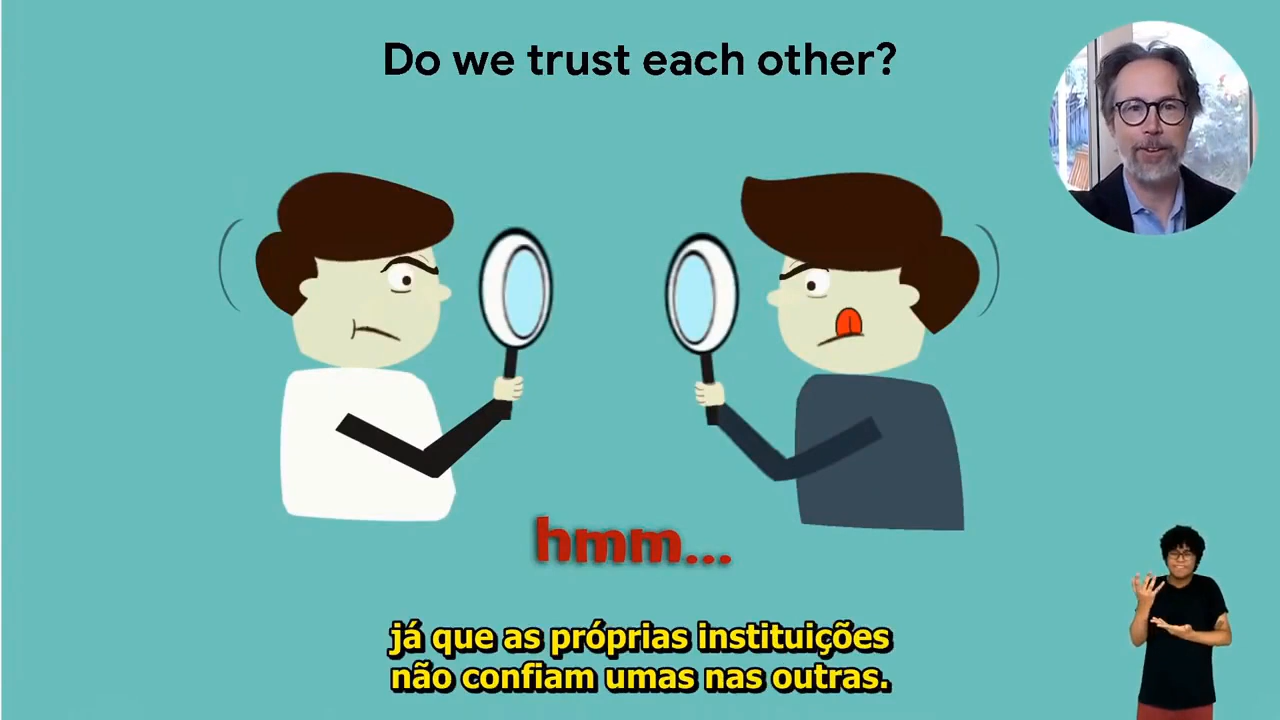 Do we trust each other?
hmm...
já que as próprias instituições
não confiam umas nas outras.